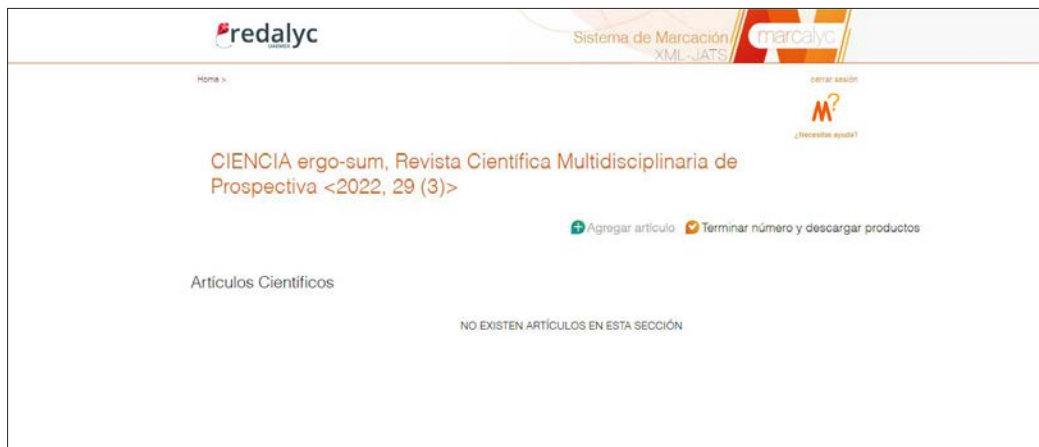 redalyc
UAEMEX
Sistema de Marcación
XML-JATS
marcalyc
Home >
cerrar sesión
M?
¿Necesitas ayuda?
CIENCIA ergo-sum, Revista Científica Multidisciplinaria de
Prospectiva <2022, 29 (3)>
Agregar artículo Terminar número y descargar productos
Artículos Científicos
NO EXISTEN ARTÍCULOS EN ESTA SECCIÓN